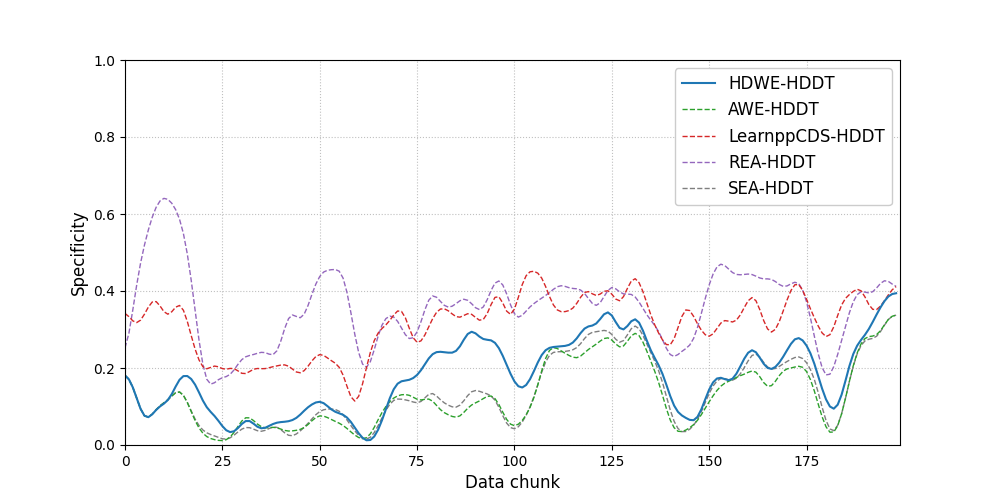 1.0
0.8
0.6
0.4
0.2
0.0
Specificity
0
25
50
75
100
125
150
175
Data chunk
HDWE-HDDT
AWE-HDDT
LearnppCDS-HDDT
REA-HDDT
SEA-HDDT